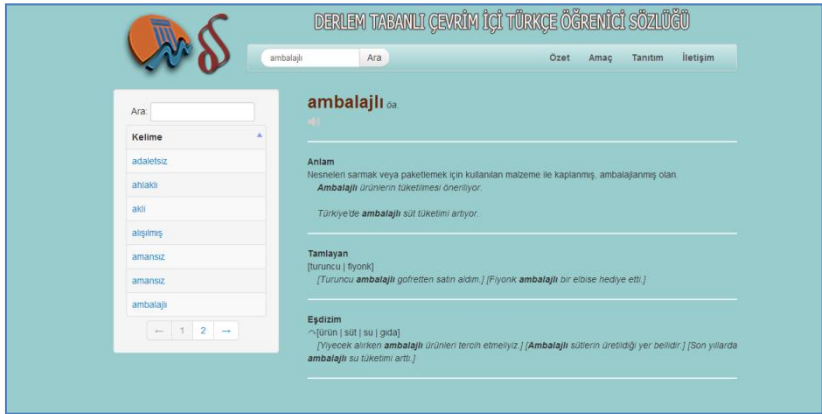 DERLEM TABANLI ÇEVRİM İÇİ TÜRKÇE ÖĞRENİCİ SÖZLÜĞÜ
ambalajlı Ara Özet Amaç Tanıtım İletişim
Ara:
Kelime
adaletsiz
ahlaklı
akli
alışılmış
amansız
amansız
ambalajlı
← 1 2 →
ambalajlı öa.
Anlam
Nesneleri sarmak veya paketlemek için kullanılan malzeme ile kaplanmış, ambalajlanmış olan.
Ambalajlı ürünlerin tüketilmesi öneriliyor.
Türkiye'de ambalajlı süt tüketimi artıyor.
Tamlayan
[turuncu | fiyonk]
[Turuncu ambalajlı gofretten satın aldım.] [Fiyonk ambalajlı bir elbise hediye etti.]
Eşdizim
~[ürün | süt | su | gıda]
[Yiyecek alırken ambalajlı ürünleri tercih etmeliyiz.] [Ambalajlı sütlerin üretildiği yer bellidir.] [Son yıllarda
ambalajlı su tüketimi arttı.]